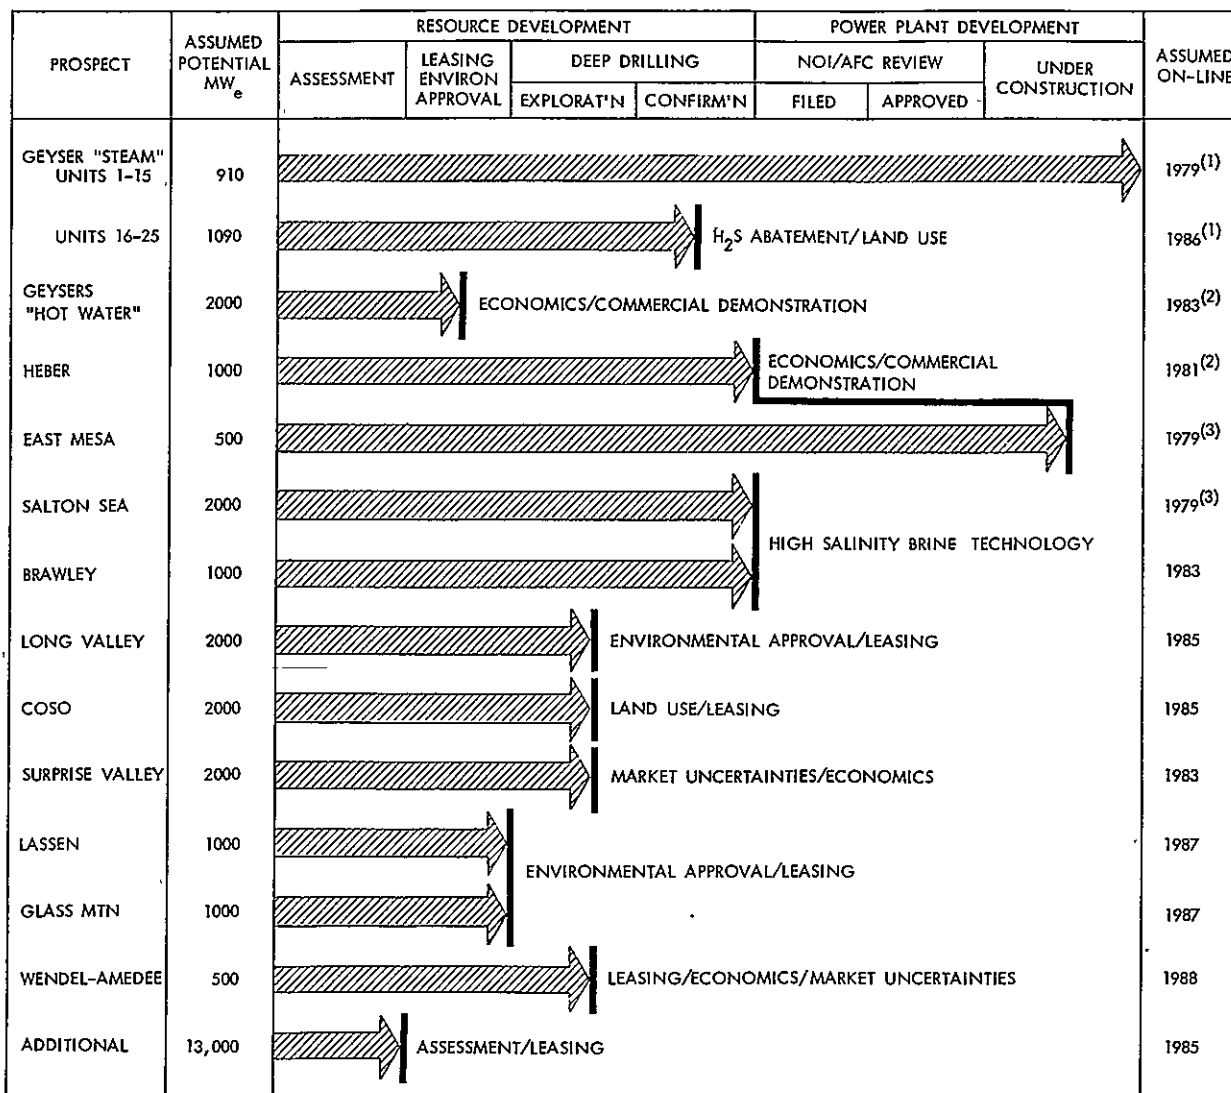 RESOURCE DEVELOPMENT POWER PLANT DEVELOPMENT
PROSPECT
ASSUMED
POTENTIAL
MWe
ASSESSMENT
LEASING
ENVIRON
APPROVAL
DEEP DRILLING
EXPLORAT'N CONFIRM'N
NOI/AFC REVIEW
FILED APPROVED
UNDER
CONSTRUCTION
ASSUMED
ON-LINE
GEYSER "STEAM"
UNITS 1-15 910 1979(1)
UNITS 16-25 1090 H2S ABATEMENT/LAND USE 1986(1)
GEYSERS
"HOT WATER" 2000 ECONOMICS/COMMERCIAL DEMONSTRATION 1983(2)
HEBER 1000 ECONOMICS/COMMERCIAL
DEMONSTRATION 1981(2)
EAST MESA 500 1979(3)
SALTON SEA 2000 1979(3)
HIGH SALINITY BRINE TECHNOLOGY
BRAWLEY 1000 1983
LONG VALLEY 2000 ENVIRONMENTAL APPROVAL/LEASING 1985
COSO 2000 LAND USE/LEASING 1985
SURPRISE VALLEY 2000 MARKET UNCERTAINTIES/ECONOMICS 1983
LASSEN 1000 1987
ENVIRONMENTAL APPROVAL/LEASING
GLASS MTN 1000 1987
WENDEL-AMEDEE 500 LEASING/ECONOMICS/MARKET UNCERTAINTIES 1988
ADDITIONAL 13,000 ASSESSMENT/LEASING 1985